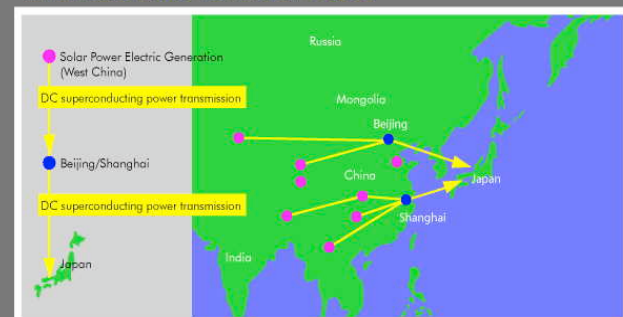 Solar Power Electric Generation
(West China)
DC superconducting power transmission
Beijing/Shanghai
DC superconducting power transmission
Japan
Russia
Mongolia
Beijing
China
Japan
Shanghai
India